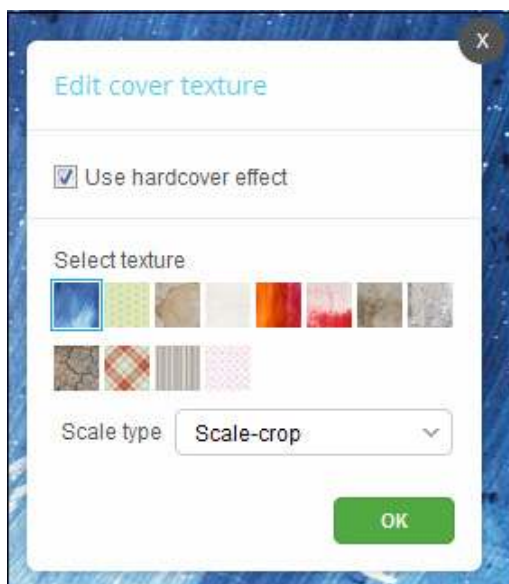 X
Edit cover texture
Use hardcover effect
Select texture
Scale type
Scale-crop
OK